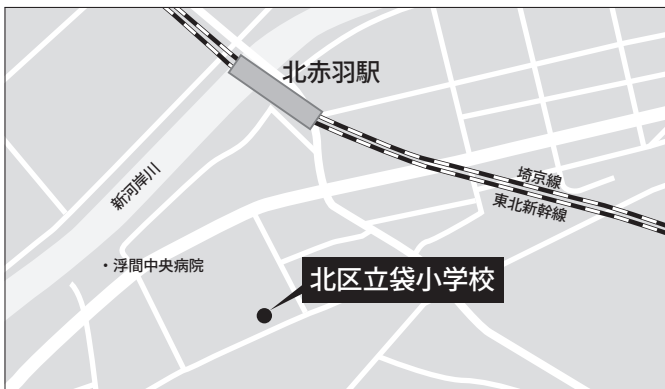 北赤羽駅
新河岸川
埼京線
東北新幹線
・浮間中央病院
北区立袋小学校